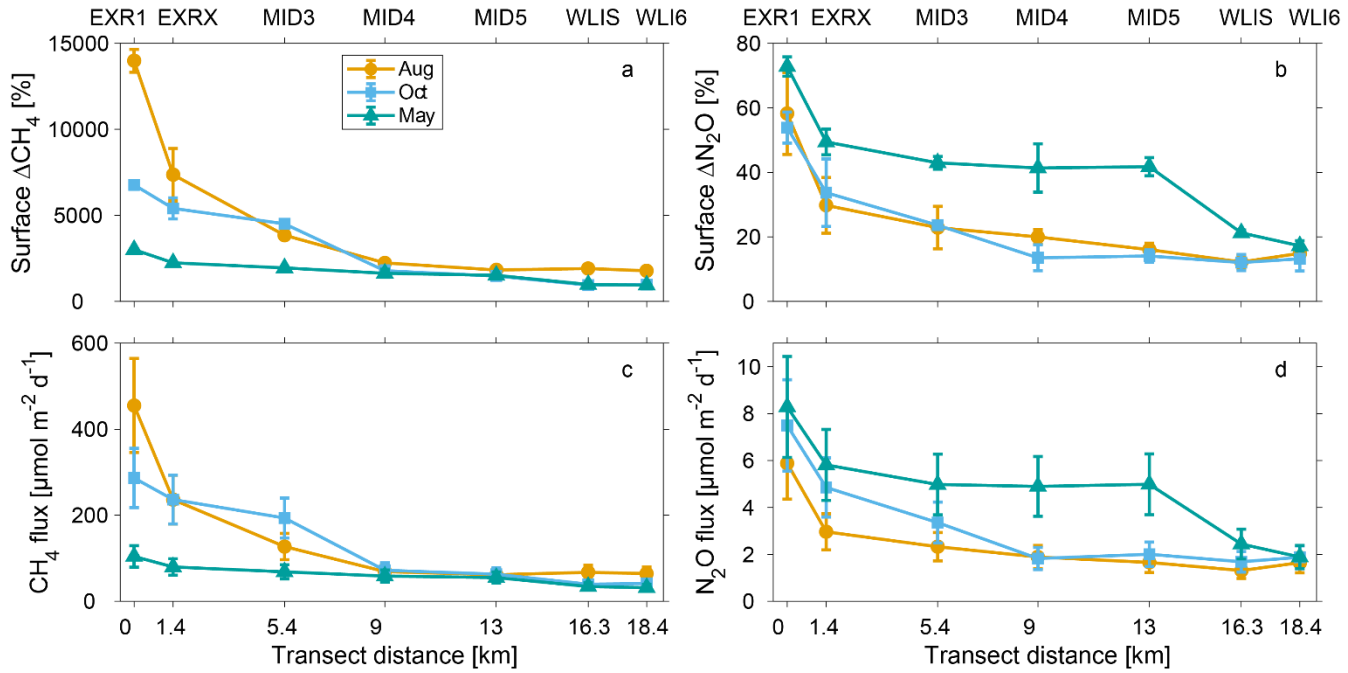 EXR1 EXRX MID3 MID4 MID5 WLIS WLI6
EXR1 EXRX MID3 MID4 MID5 WLIS WLI6
15000
10000
5000
0
Surface ΔCH₄ [%]
Aug
Oct
May
a
80
60
40
20
0
Surface ΔN₂O [%]
b
600
400
200
0
CH₄ flux [µmol m⁻² d⁻¹]
c
0 1.4 5.4 9 13 16.3 18.4
Transect distance [km]
10
8
6
4
2
0
N₂O flux [µmol m⁻² d⁻¹]
d
0 1.4 5.4 9 13 16.3 18.4
Transect distance [km]